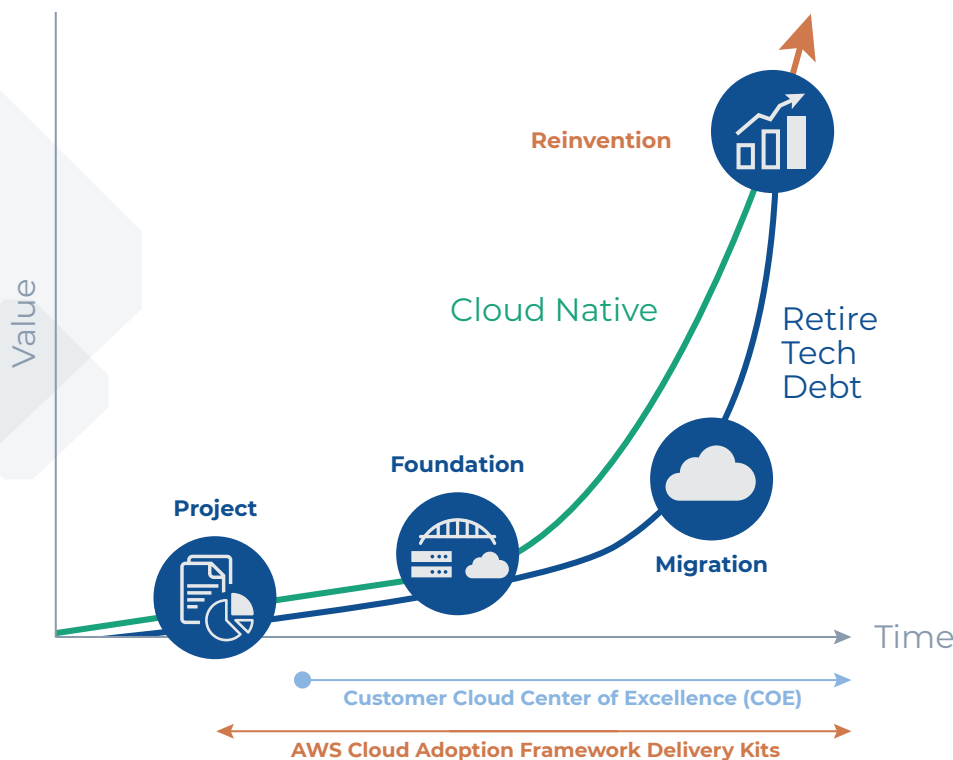 Reinvention
Value
Cloud Native
Retire
Tech
Debt
Foundation
Project
Migration
Time
Customer Cloud Center of Excellence (COE)
AWS Cloud Adoption Framework Delivery Kits